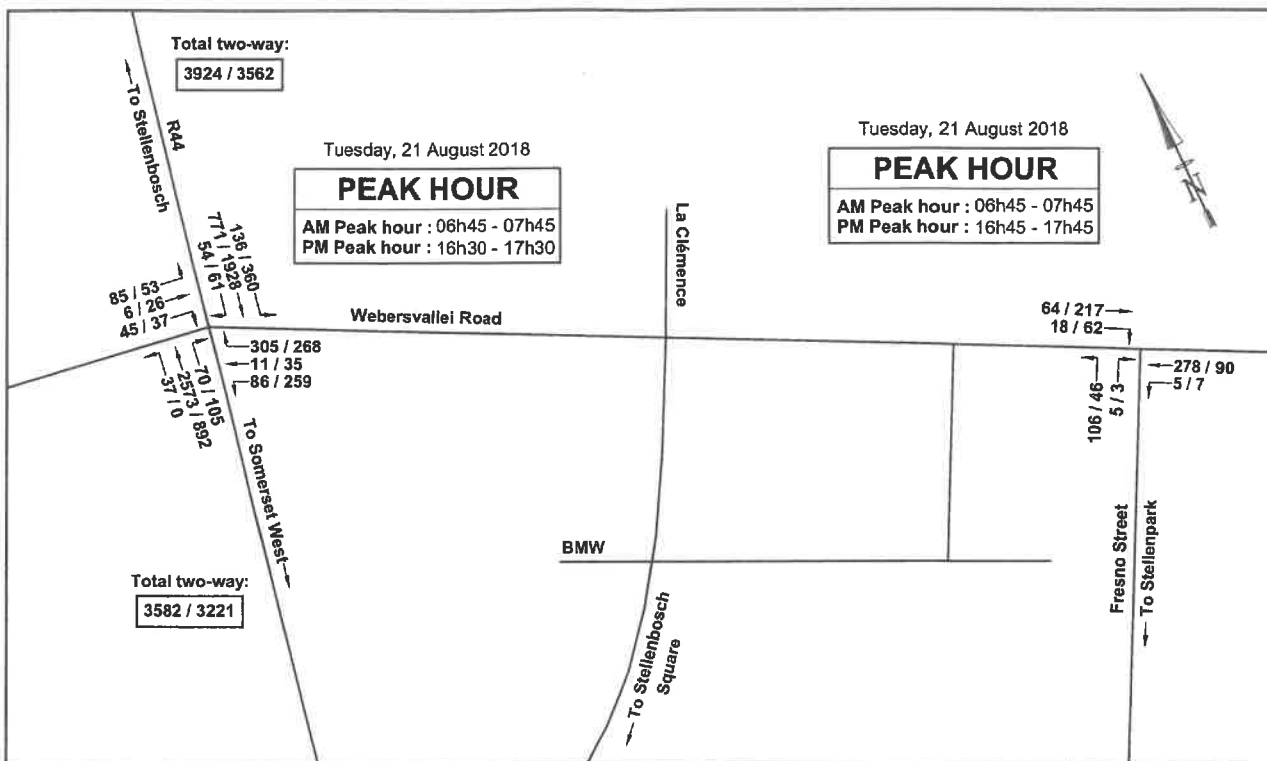 Total two-way:
3924 / 3562
To Stellenbosch
R44
Tuesday, 21 August 2018
PEAK HOUR
AM Peak hour : 06h45 - 07h45
PM Peak hour : 16h30 - 17h30
Tuesday, 21 August 2018
PEAK HOUR
AM Peak hour : 06h45 - 07h45
PM Peak hour : 16h45 - 17h45
N
La Clémence
136 / 360
771 / 1928
54 / 61
85 / 53
6 / 26
45 / 37
Webersvallei Road
64 / 217
18 / 62
305 / 268
11 / 35
86 / 259
70 / 105
2573 / 892
37 / 0
278 / 90
5 / 7
106 / 46
5 / 3
To Somerset West
BMW
Fresno Street
To Stellenpark
Total two-way:
3582 / 3221
To Stellenbosch
Square